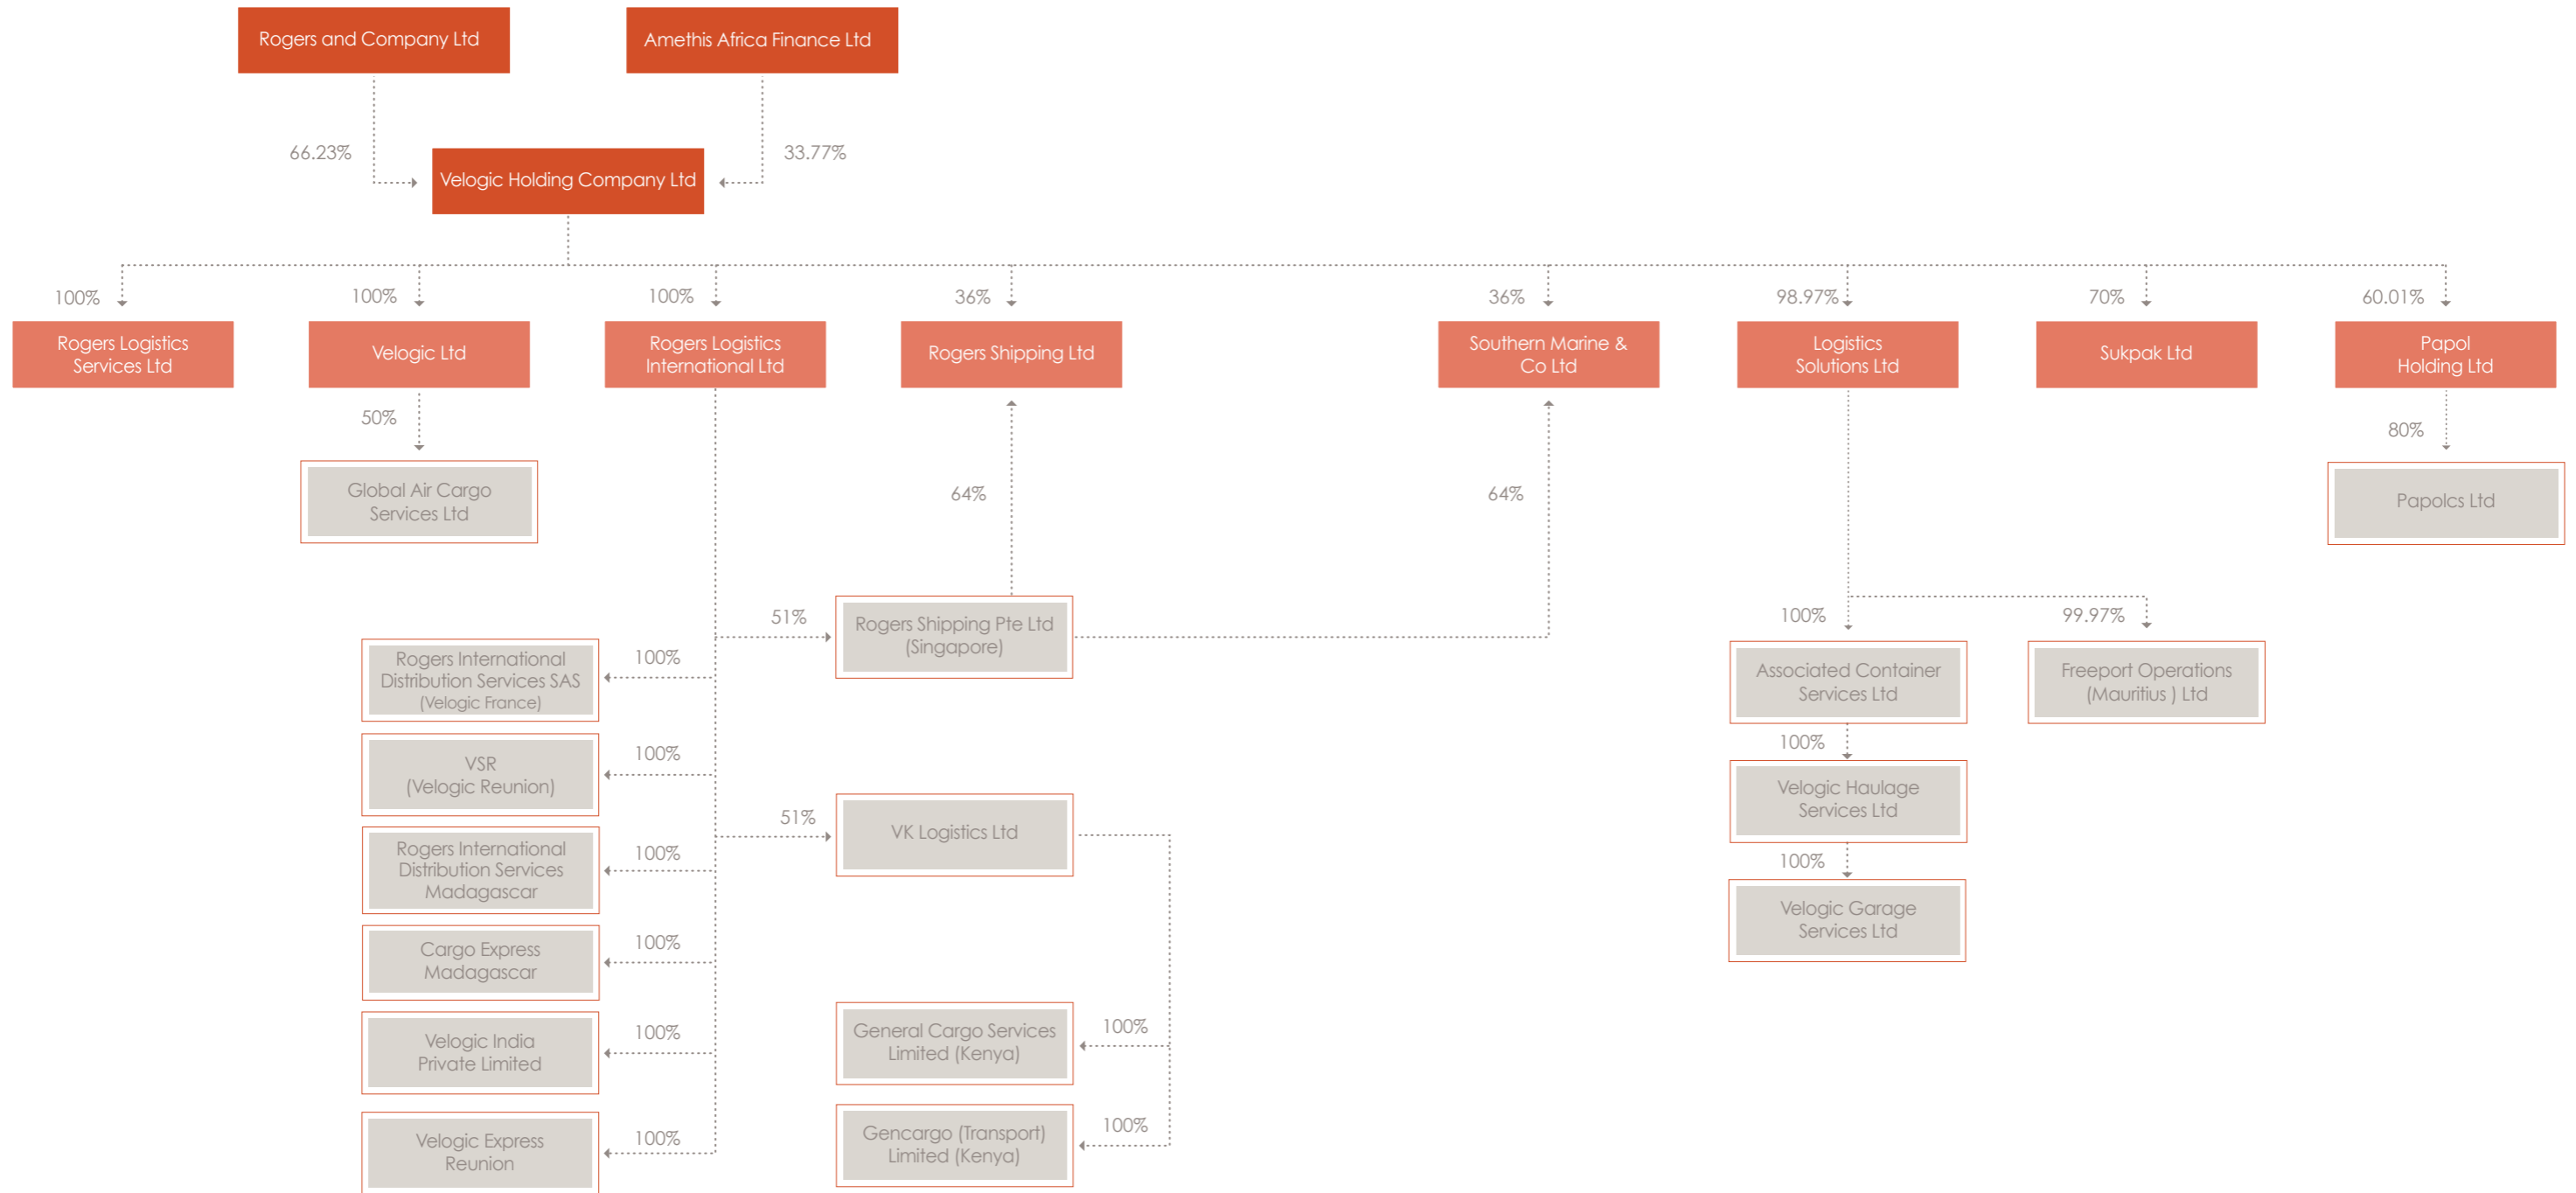 Rogers and Company Ltd
Amethis Africa Finance Ltd
66.23%
33.77%
Velogic Holding Company Ltd
100%
100%
100%
36%
36%
98.97%
70%
60.01%
Rogers Logistics
Services Ltd
Velogic Ltd
Rogers Logistics
International Ltd
Rogers Shipping Ltd
Southern Marine &
Co Ltd
Logistics
Solutions Ltd
Sukpak Ltd
Papol
Holding Ltd
50%
80%
Global Air Cargo
Services Ltd
64%
64%
Papolcs Ltd
51%
Rogers Shipping Pte Ltd
(Singapore)
100%
99.97%
Rogers International
Distribution Services SAS
(Velogic France)
100%
Associated Container
Services Ltd
Freeport Operations
(Mauritius ) Ltd
VSR
(Velogic Reunion)
100%
100%
51%
VK Logistics Ltd
Velogic Haulage
Services Ltd
Rogers International
Distribution Services
Madagascar
100%
100%
Velogic Garage
Services Ltd
Cargo Express
Madagascar
100%
Velogic India
Private Limited
100%
General Cargo Services
Limited (Kenya)
100%
Velogic Express
Reunion
100%
Gencargo (Transport)
Limited (Kenya)
100%